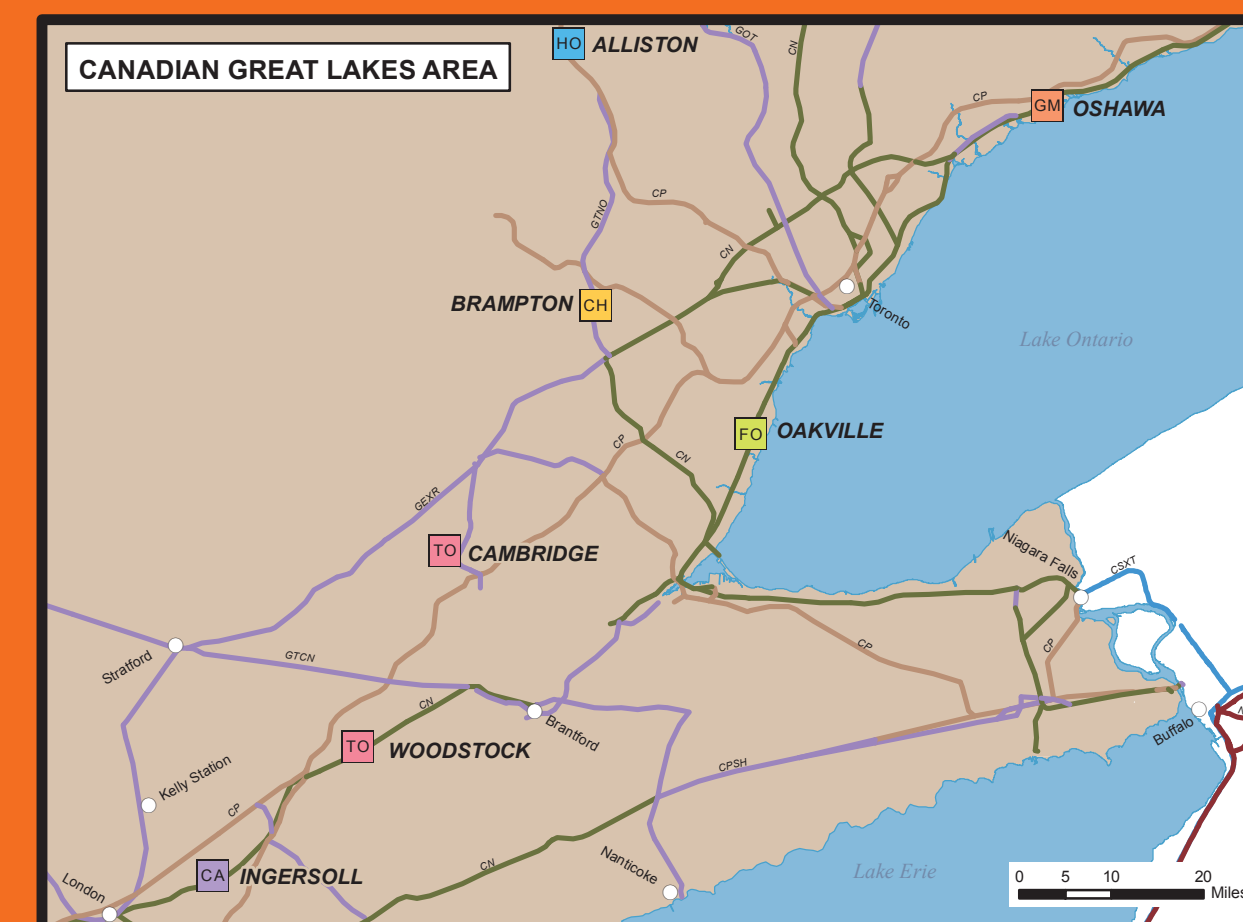 HO ALLISTON
GOT
CN
CANADIAN GREAT LAKES AREA
CP
GM OSHAWA
CP
GTNO
CN
BRAMPTON CH
Toronto
Lake Ontario
FO OAKVILLE
CP
CN
GEXR
TO CAMBRIDGE
Niagara Falls
CSXT
Stratford
GTCN
CP
CP
CN
Brantford
Buffalo
TO WOODSTOCK
CPSH
Kelly Station
CP
CN
Nanticoke
Lake Erie
CA INGERSOLL
London
0 5 10 20
Miles